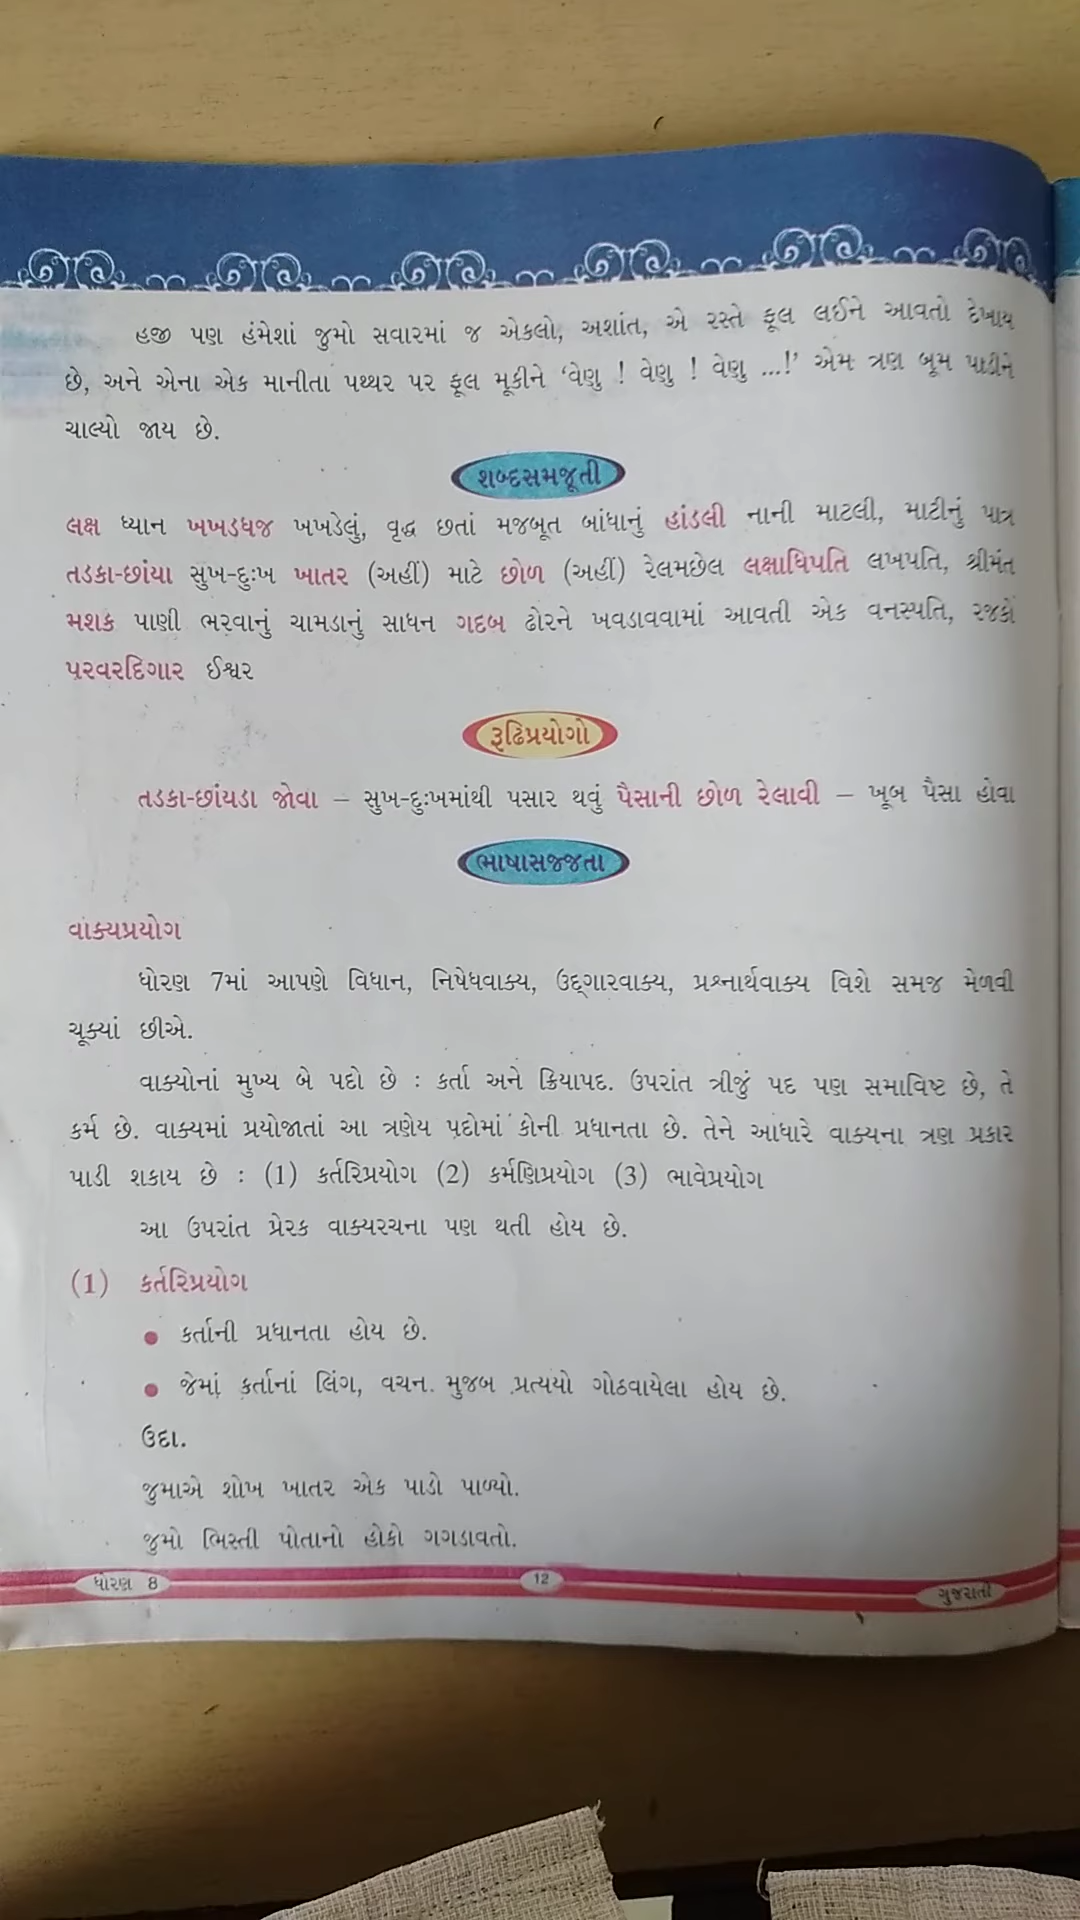 હજી પણ હંમેશાં જુમો સવારમાં જ એકલો, અશાંત, એ રસ્તે ફૂલ લઈને આવતો દેખાય
છે, અને એના એક માનીતા પથ્થર પર ફૂલ મૂકીને ‘વેણુ ! વેણુ ! વેણુ ...!’ એમ ત્રણ બૂમ પાડીને
ચાલ્યો જાય છે.
શબ્દસમજૂતી
લક્ષ ધ્યાન ખખડધજ ખખડેલું, વૃદ્ધ છતાં મજબૂત બાંધાનું હાંડલી નાની માટલી, માટીનું પાત્ર
તડકા-છાંયા સુખ-દુઃખ ખાતર (અહીં) માટે છોળ (અહીં) રેલમછેલ લક્ષાધિપતિ લખપતિ, શ્રીમંત
મશક પાણી ભરવાનું ચામડાનું સાધન ગદબ ઢોરને ખવડાવવામાં આવતી એક વનસ્પતિ, રજકો
પરવરદિગાર ઈશ્વર
રૂઢિપ્રયોગો
તડકા-છાંયડા જોવા – સુખ-દુઃખમાંથી પસાર થવું પૈસાની છોળ રેલાવી – ખૂબ પૈસા હોવા
ભાષાસજ્જતા
વાક્યપ્રયોગ
ધોરણ 7માં આપણે વિધાન, નિષેધવાક્ય, ઉદ્‌ગારવાક્ય, પ્રશ્નાર્થવાક્ય વિશે સમજ મેળવી
ચૂક્યાં છીએ.
વાક્યોનાં મુખ્ય બે પદો છે : કર્તા અને ક્રિયાપદ. ઉપરાંત ત્રીજું પદ પણ સમાવિષ્ટ છે, તે
કર્મ છે. વાક્યમાં પ્રયોજાતાં આ ત્રણેય પદોમાં કોની પ્રધાનતા છે. તેને આધારે વાક્યના ત્રણ પ્રકાર
પાડી શકાય છે : (1) કર્તરિપ્રયોગ (2) કર્મણિપ્રયોગ (3) ભાવેપ્રયોગ
આ ઉપરાંત પ્રેરક વાક્યરચના પણ થતી હોય છે.
(1) કર્તરિપ્રયોગ
● કર્તાની પ્રધાનતા હોય છે.
● જેમાં કર્તાનાં લિંગ, વચન મુજબ પ્રત્યયો ગોઠવાયેલા હોય છે.
ઉદા.
જુમાએ શોખ ખાતર એક પાડો પાળ્યો.
જુમો ભિસ્તી પોતાનો હોકો ગગડાવતો.
ધોરણ 8 12 ગુજરાતી